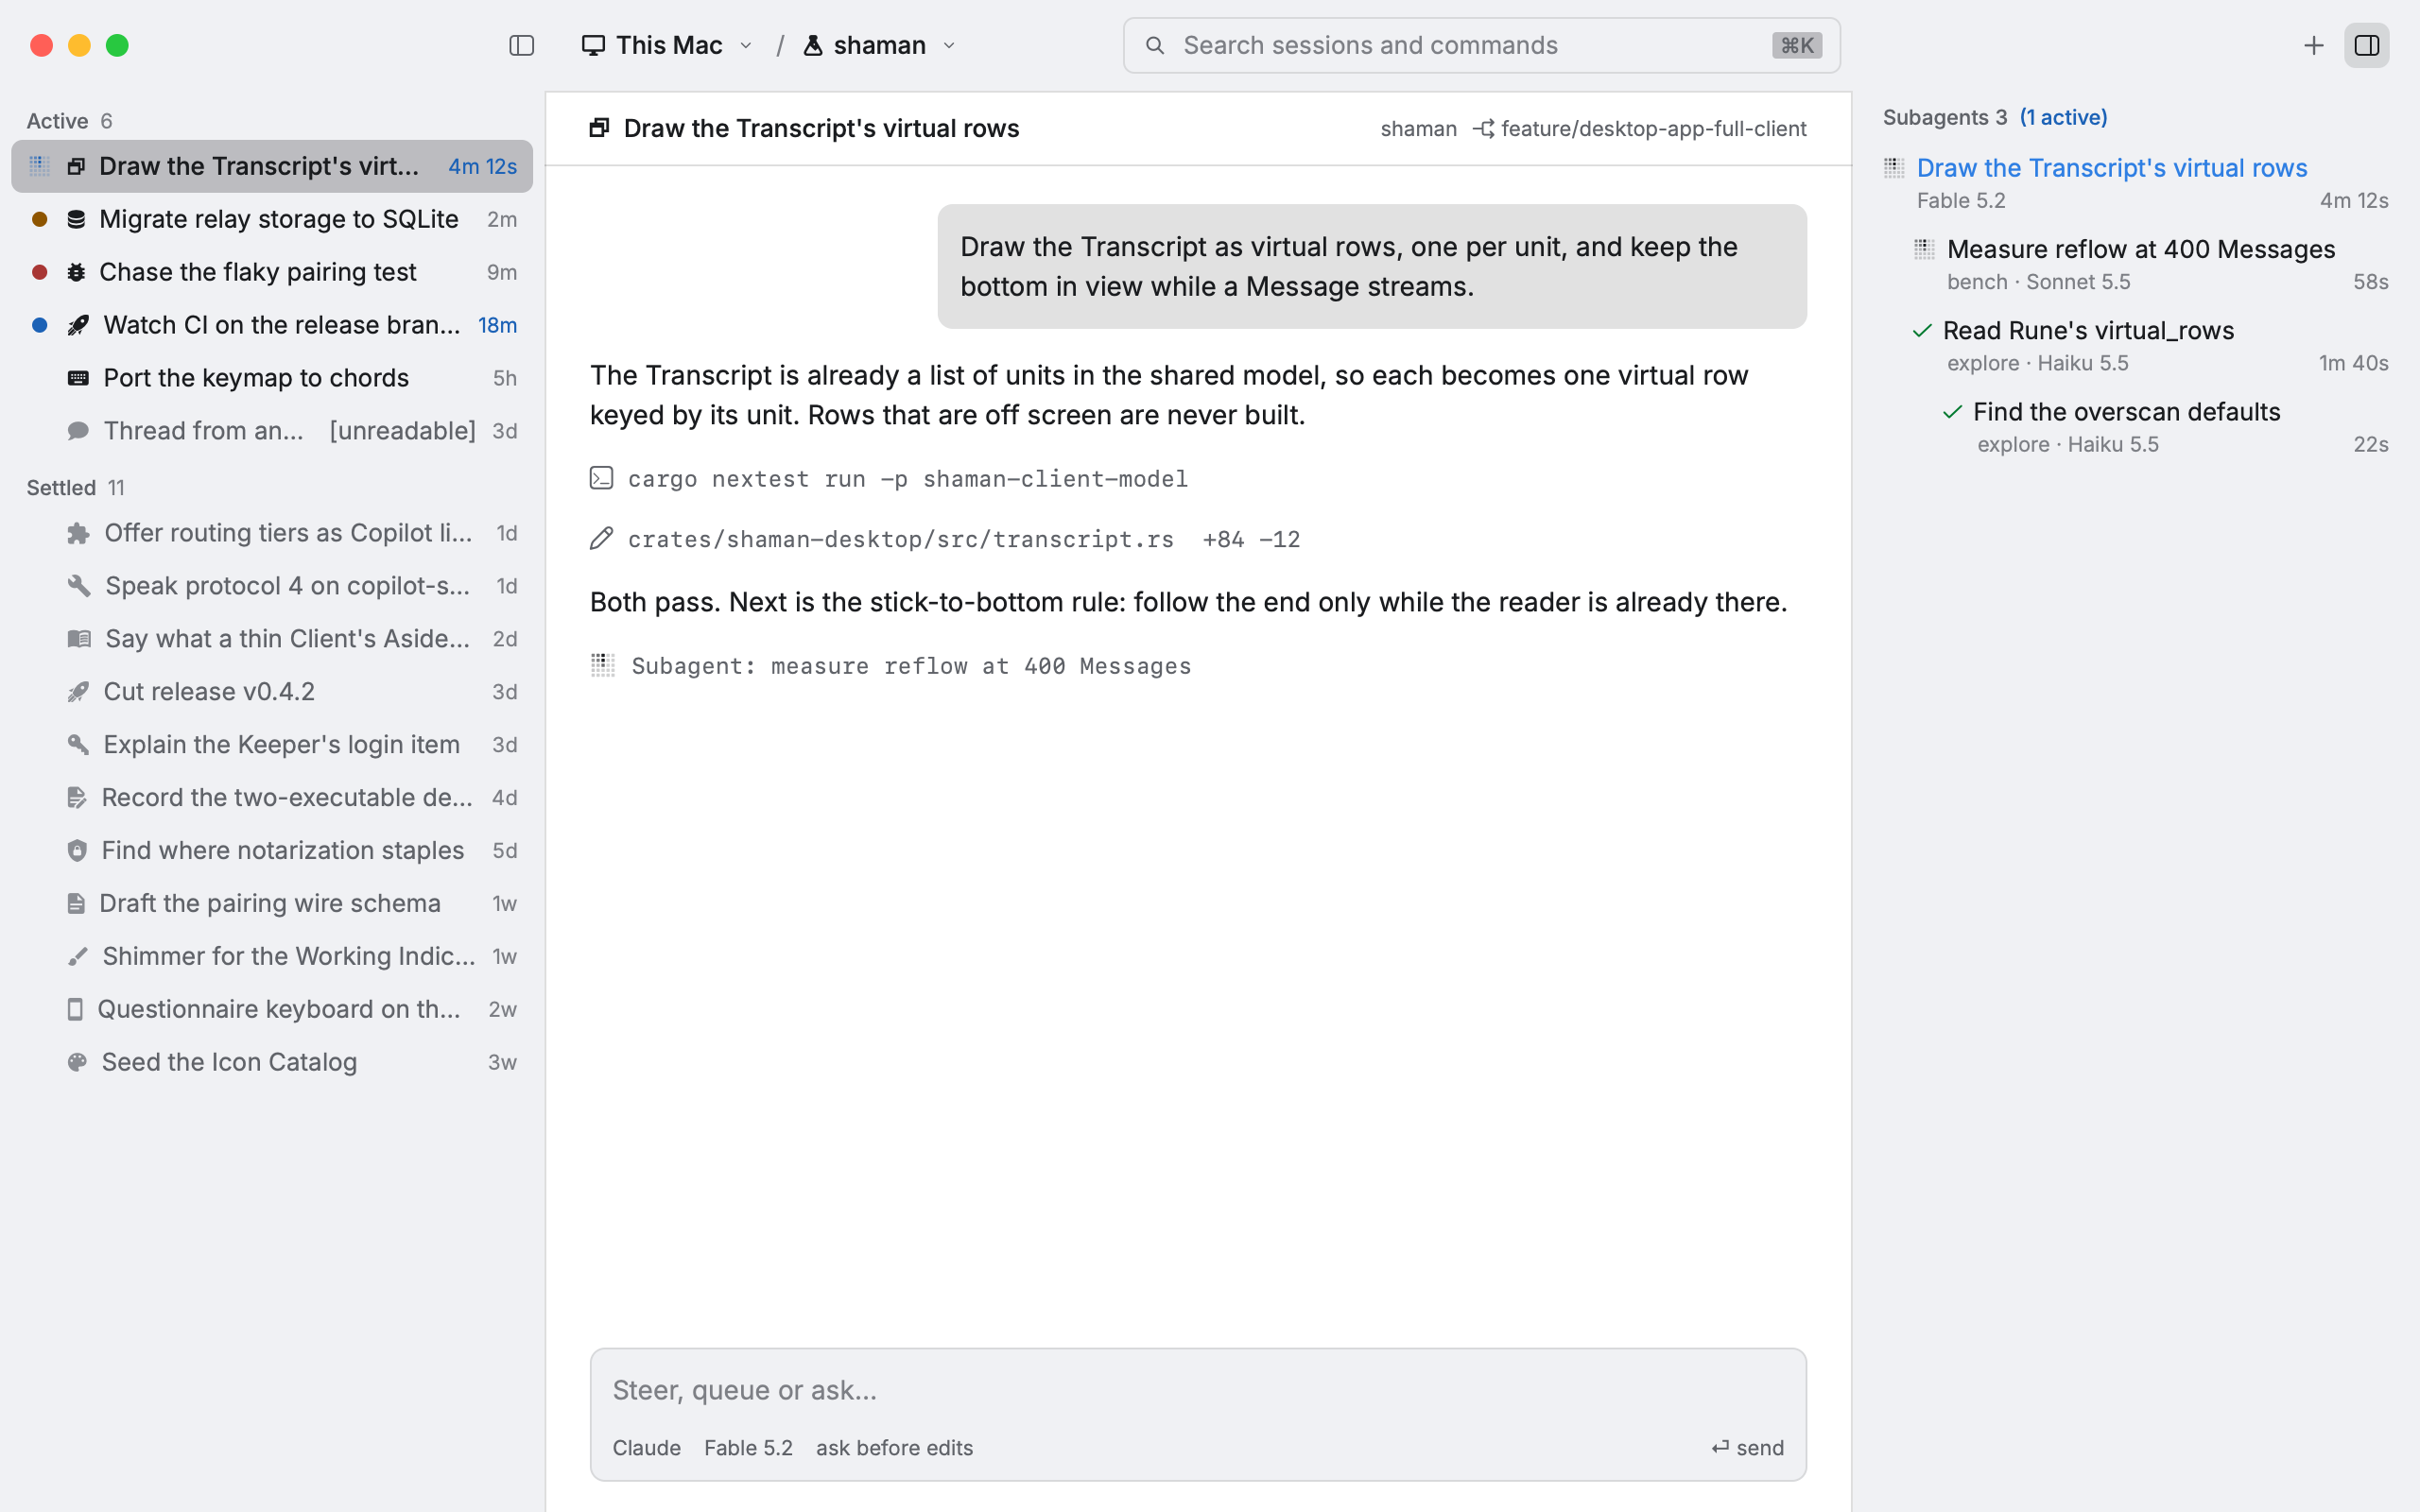 This Mac / shaman
Search sessions and commands ⌘K
Active 6
Draw the Transcript's virt... 4m 12s
Migrate relay storage to SQLite 2m
Chase the flaky pairing test 9m
Watch CI on the release bran... 18m
Port the keymap to chords 5h
Thread from an... [unreadable] 3d
Settled 11
Offer routing tiers as Copilot li... 1d
Speak protocol 4 on copilot-s... 1d
Say what a thin Client's Aside... 2d
Cut release v0.4.2 3d
Explain the Keeper's login item 3d
Record the two-executable de... 4d
Find where notarization staples 5d
Draft the pairing wire schema 1w
Shimmer for the Working Indic... 1w
Questionnaire keyboard on th... 2w
Seed the Icon Catalog 3w
Draw the Transcript's virtual rows
shaman feature/desktop-app-full-client
Draw the Transcript as virtual rows, one per unit, and keep the
bottom in view while a Message streams.
The Transcript is already a list of units in the shared model, so each becomes one virtual row
keyed by its unit. Rows that are off screen are never built.
cargo nextest run -p shaman-client-model
crates/shaman-desktop/src/transcript.rs +84 -12
Both pass. Next is the stick-to-bottom rule: follow the end only while the reader is already there.
Subagent: measure reflow at 400 Messages
Steer, queue or ask...
Claude Fable 5.2 ask before edits
send
Subagents 3 (1 active)
Draw the Transcript's virtual rows
Fable 5.2 4m 12s
Measure reflow at 400 Messages
bench · Sonnet 5.5 58s
Read Rune's virtual_rows
explore · Haiku 5.5 1m 40s
Find the overscan defaults
explore · Haiku 5.5 22s